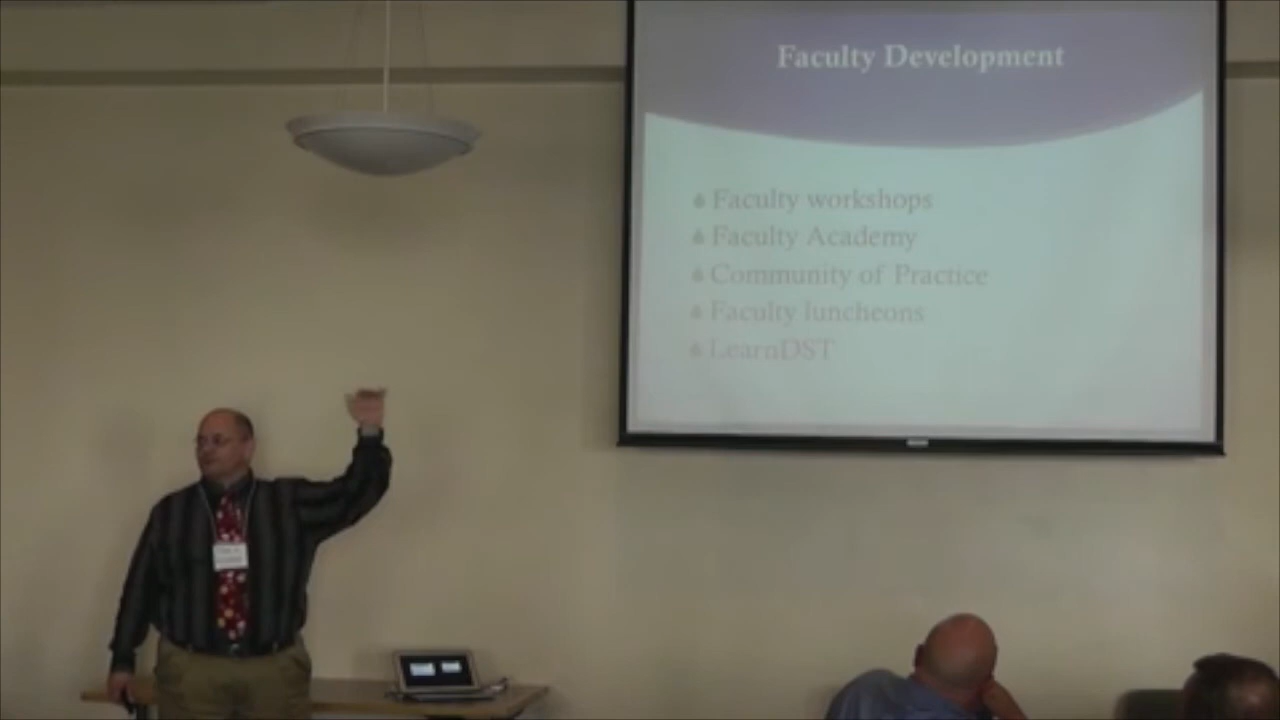 Faculty Development
Faculty workshops
Faculty Academy
Community of Practice
Faculty luncheons
LearnDST